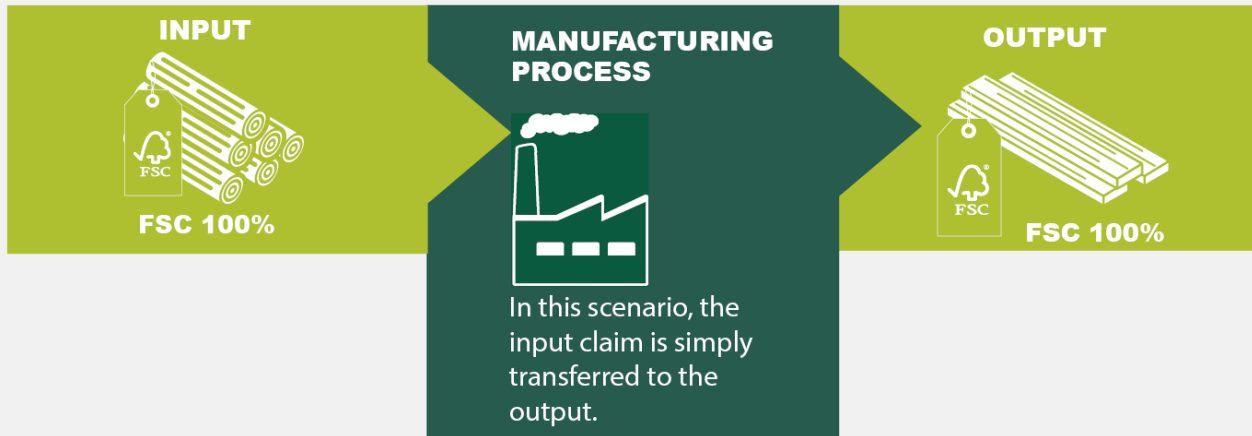 INPUT
FSC
®
FSC 100%
MANUFACTURING
PROCESS
In this scenario, the
input claim is simply
transferred to the
output.
OUTPUT
®
FSC
FSC 100%